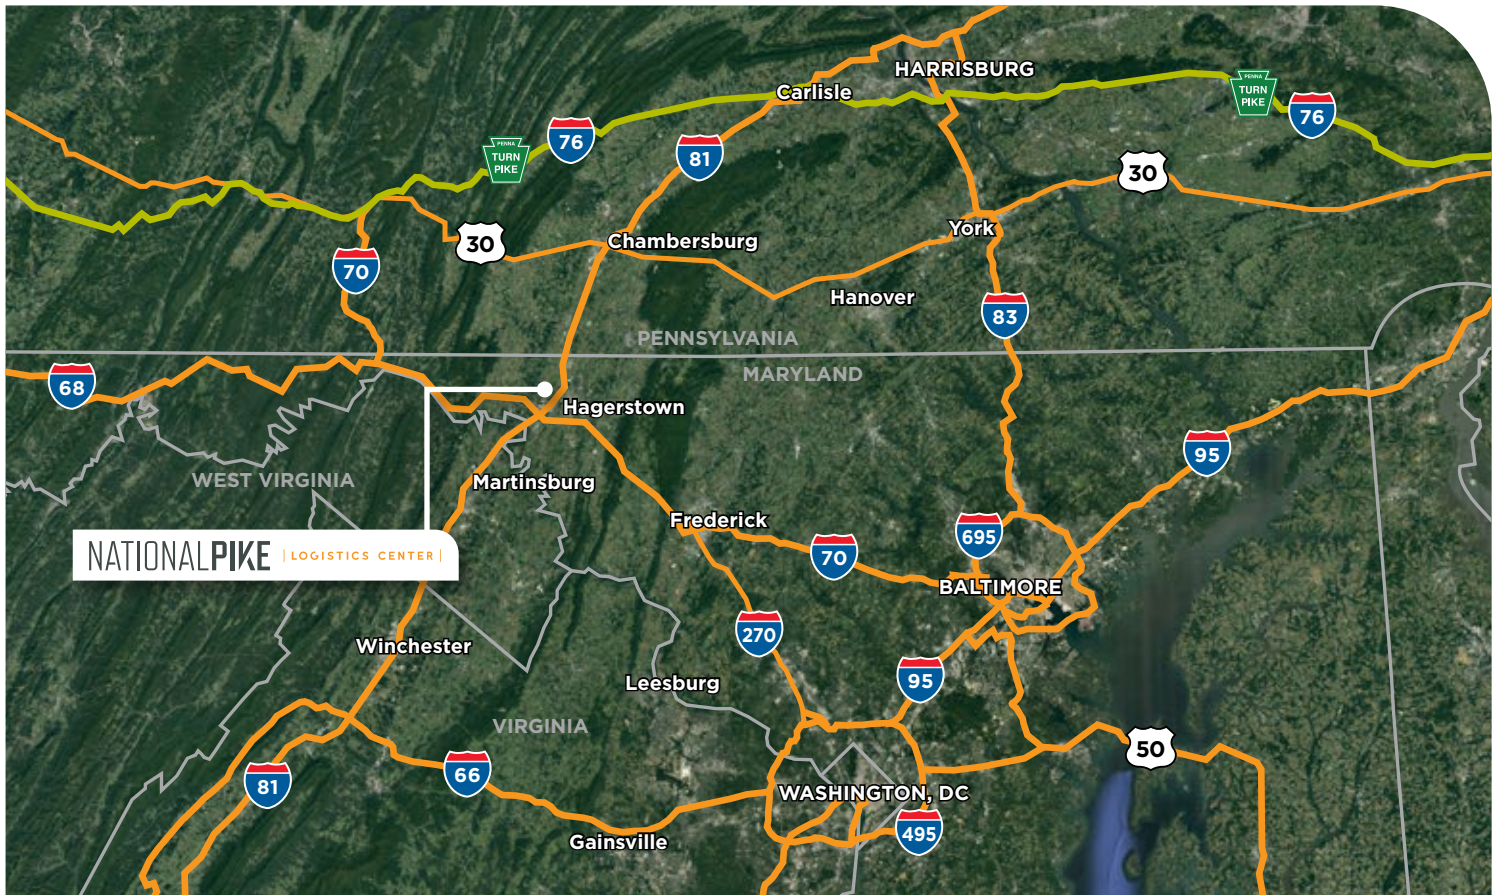 HARRISBURG
Carlisle
PENNA
TURN
PIKE
76
PENNA
TURN
PIKE
76
81
30
30
York
Chambersburg
70
Hanover
83
PENNSYLVANIA
MARYLAND
68
Hagerstown
95
WEST VIRGINIA
Martinsburg
Frederick
695
70
NATIONALPIKE | LOGISTICS CENTER |
BALTIMORE
270
Winchester
95
Leesburg
VIRGINIA
50
66
81
WASHINGTON, DC
495
Gainsville